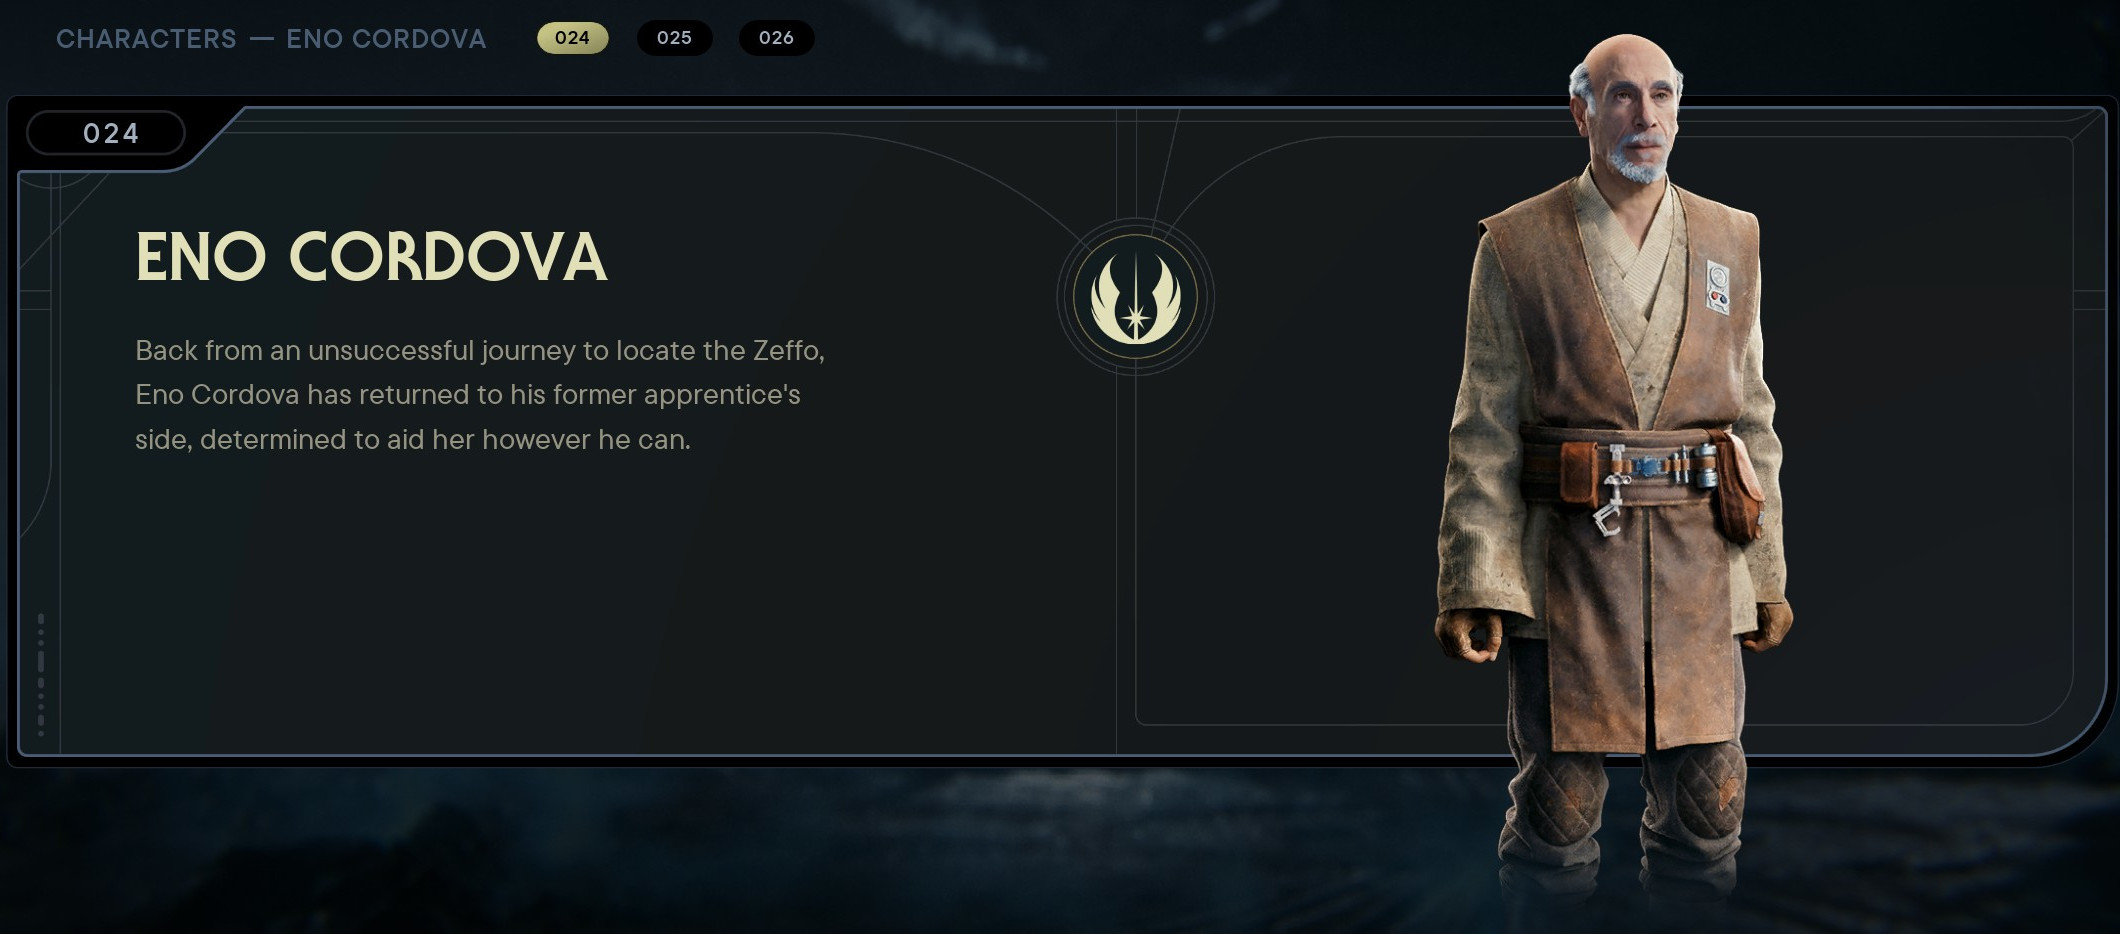 CHARACTERS — ENO CORDOVA 024 025 026
024
ENO CORDOVA
Back from an unsuccessful journey to locate the Zeffo,
Eno Cordova has returned to his former apprentice's
side, determined to aid her however he can.